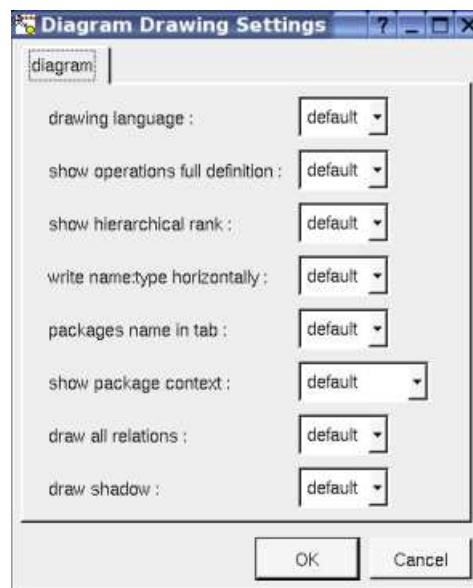 Diagram Drawing Settings ?
diagram
drawing language : default
show operations full definition : default
show hierarchical rank : default
write name:type horizontally : default
packages name in tab : default
show package context : default
draw all relations : default
draw shadow : default
OK Cancel